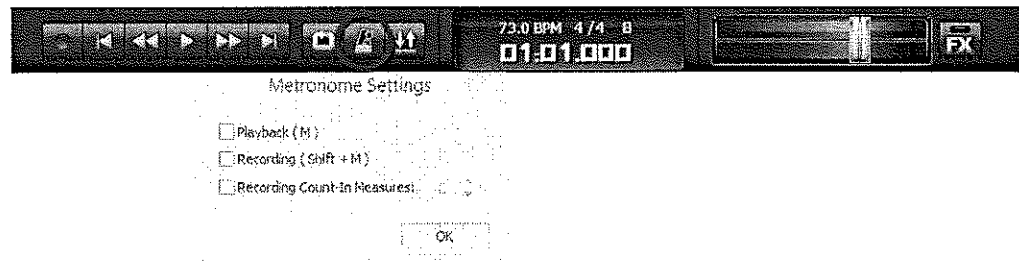 73.0 BPM 4/4 B
01:01.000
FX
Metronome Settings
Playback ( M )
Recording ( Shift + M )
Recording Count-In Measures:
OK